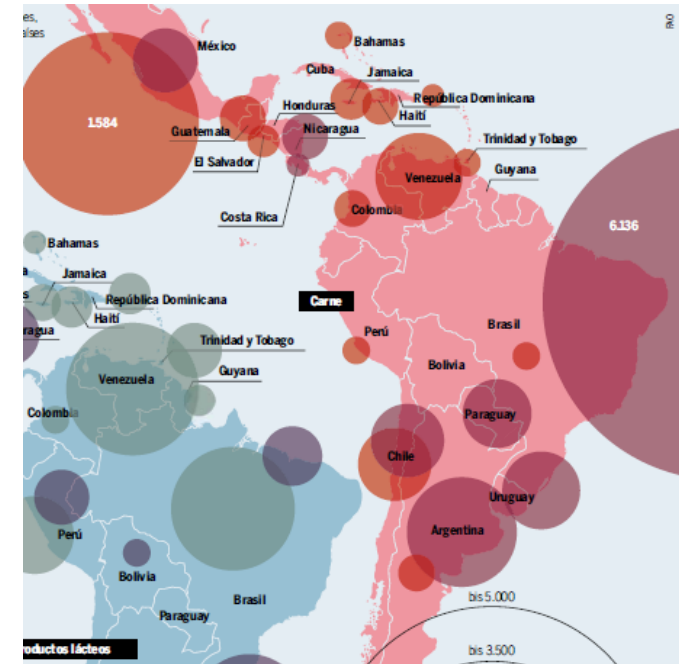 es,
aíses
FAO
México
Bahamas
Cuba
Jamaica
1.584
Honduras
República Dominicana
Haití
Guatemala
Nicaragua
El Salvador
Trinidad y Tobago
Venezuela
Guyana
Costa Rica
Colombia
6.136
Carne
Perú
Brasil
Bolivia
Paraguay
Chile
Uruguay
Argentina
bis 5.000
bis 3.500
Bahamas
a
Jamaica
s
República Dominicana
Haití
ragua
Trinidad y Tobago
Venezuela
Guyana
Colombia
Perú
Bolivia
Brasil
Paraguay
roductos lácteos